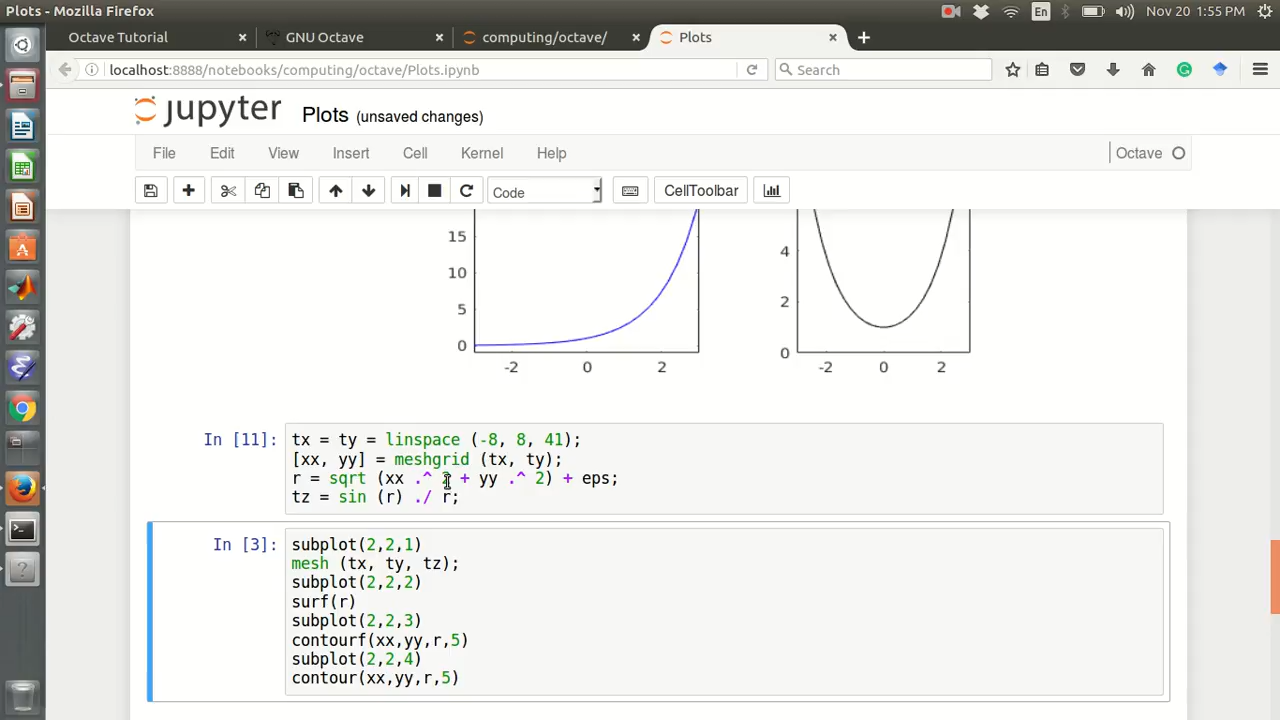 Plots - Mozilla Firefox
En
Nov 20 1:55 PM
Octave Tutorial
GNU Octave
computing/octave/
Plots
localhost:8888/notebooks/computing/octave/Plots.ipynb
Search
jupyter Plots (unsaved changes)
File Edit View Insert Cell Kernel Help
Octave
Code
CellToolbar
15
10
5
0
-2 0 2
4
2
0
-2 0 2
In [11]:
tx = ty = linspace (-8, 8, 41);
[xx, yy] = meshgrid (tx, ty);
r = sqrt (xx .^ 2 + yy .^ 2) + eps;
tz = sin (r) ./ r;
In [3]:
subplot(2,2,1)
mesh (tx, ty, tz);
subplot(2,2,2)
surf(r)
subplot(2,2,3)
contourf(xx,yy,r,5)
subplot(2,2,4)
contour(xx,yy,r,5)